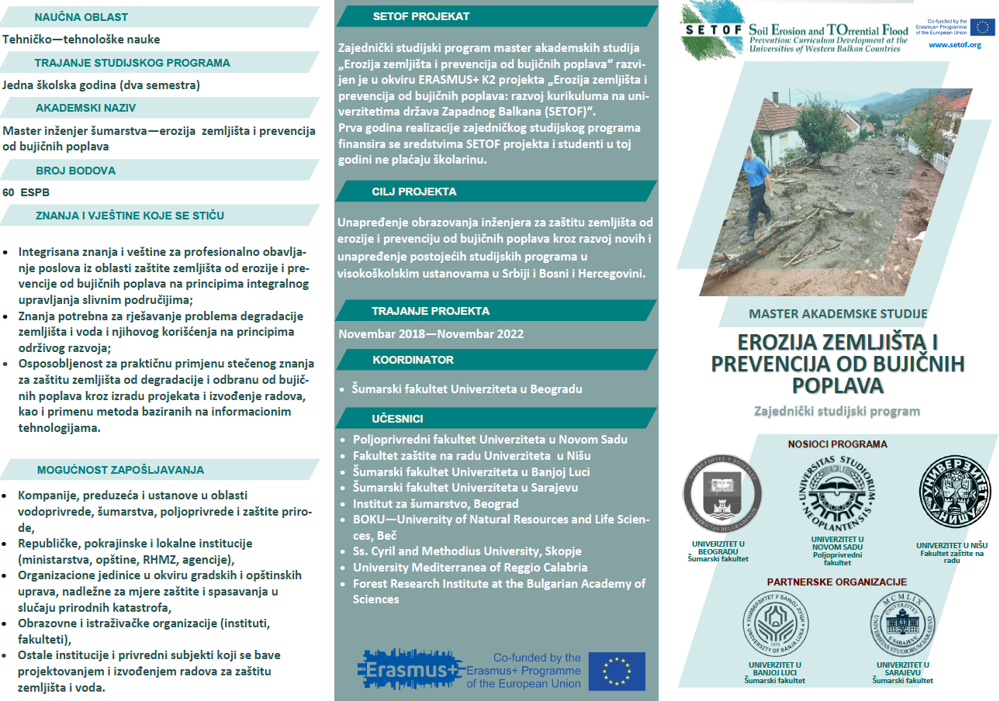 NAUČNA OBLAST
Tehničko—tehnološke nauke
TRAJANJE STUDIJSKOG PROGRAMA
Jedna školska godina (dva semestra)
AKADEMSKI NAZIV
Master inženjer šumarstva—erozija zemljišta i prevencija
od bujičnih poplava
BROJ BODOVA
60 ESPB
ZNANJA I VJEŠTINE KOJE SE STIČU
• Integrisana znanja i veštine za profesionalno obavlja-
nje poslova iz oblasti zaštite zemljišta od erozije i pre-
vencije od bujičnih poplava na principima integralnog
upravljanja slivnim područijima;
• Znanja potrebna za rješavanje problema degradacije
zemljišta i voda i njihovog korišćenja na principima
održivog razvoja;
• Osposobljenost za praktičnu primjenu stečenog znanja
za zaštitu zemljišta od degradacije i odbranu od bujič-
nih poplava kroz izradu projekata i izvođenje radova,
kao i primenu metoda baziranih na informacionim
tehnologijama.
MOGUĆNOST ZAPOŠLJAVANJA
• Kompanije, preduzeća i ustanove u oblasti
vodoprivrede, šumarstva, poljoprivrede i zaštite priro-
de,
• Republičke, pokrajinske i lokalne institucije
(ministarstva, opštine, RHMZ, agencije),
• Organizacione jedinice u okviru gradskih i opštinskih
uprava, nadležne za mjere zaštite i spasavanja u
slučaju prirodnih katastrofa,
• Obrazovne i istraživačke organizacije (instituti,
fakulteti),
• Ostale institucije i privredni subjekti koji se bave
projektovanjem i izvođenjem radova za zaštitu
zemljišta i voda.
SETOF PROJEKAT
Zajednički studijski program master akademskih studija
„Erozija zemljišta i prevencija od bujičnih poplava“ razvi-
jen je u okviru ERASMUS+ K2 projekta „Erozija zemljišta i
prevencija od bujičnih poplava: razvoj kurikuluma na uni-
verzitetima država Zapadnog Balkana (SETOF)“.
Prva godina realizacije zajedničkog studijskog programa
finansira se sredstvima SETOF projekta i studenti u toj
godini ne plaćaju školarinu.
CILJ PROJEKTA
Unapređenje obrazovanja inženjera za zaštitu zemljišta od
erozije i prevenciju od bujičnih poplava kroz razvoj novih i
unapređenje postojećih studijskih programa u
visokoškolskim ustanovama u Srbiji i Bosni i Hercegovini.
TRAJANJE PROJEKTA
Novembar 2018—Novembar 2022
KOORDINATOR
• Šumarski fakultet Univerziteta u Beogradu
UČESNICI
• Poljoprivredni fakultet Univerziteta u Novom Sadu
• Fakultet zaštite na radu Univerziteta u Nišu
• Šumarski fakultet Univerziteta u Banjoj Luci
• Šumarski fakultet Univerziteta u Sarajevu
• Institut za šumarstvo, Beograd
• BOKU—University of Natural Resources and Life Scien-
ces, Beč
• Ss. Cyril and Methodius University, Skopje
• University Mediterranea of Reggio Calabria
• Forest Research Institute at the Bulgarian Academy of
Sciences
Erasmus+
Co-funded by the
Erasmus+ Programme
of the European Union
SETOF
Soil Erosion and TOrrential Flood
Prevention: Curriculum Development at the
Universities of Western Balkan Countries
Co-funded by the
Erasmus+ Programme
of the European Union
www.setof.org
MASTER AKADEMSKE STUDIJE
EROZIJA ZEMLJIŠTA I
PREVENCIJA OD BUJIČNIH
POPLAVA
Zajednički studijski program
NOSIOCI PROGRAMA
УНИВЕРЗИТЕТ У БЕОГРАДУ
UNIVERSITAS BELGRADENSIS
UNIVERZITET U
BEOGRADU
Šumarski fakultet
UNIVERSITAS STUDIORUM
MCMLX
NEOPLANTENSIS
UNIVERZITET U
NOVOM SADU
Poljoprivredni
fakultet
УНИВЕРЗИТЕТ
У НИШУ
UNIVERZITET U NIŠU
Fakultet zaštite na
radu
PARTNERSKE ORGANIZACIJE
УНИВЕРЗИТЕТ У БАЊОЈ ЛУЦИ
1975
UNIVERSITY OF BANJA LUKA
UNIVERZITET U
BANJOJ LUCI
Šumarski fakultet
MCMLIX
UNIVERSITAS STUDIORUM SARAJEVO
UNIVERZITET U
SARAJEVU
Šumarski fakultet